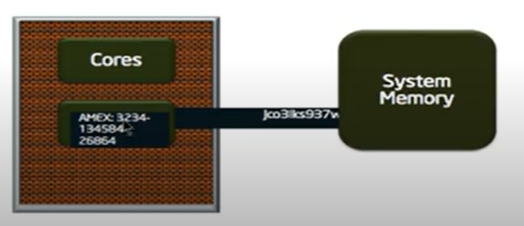 Cores
AMEX: 3234-
134584-
26864
Jco3lks937w
System
Memory